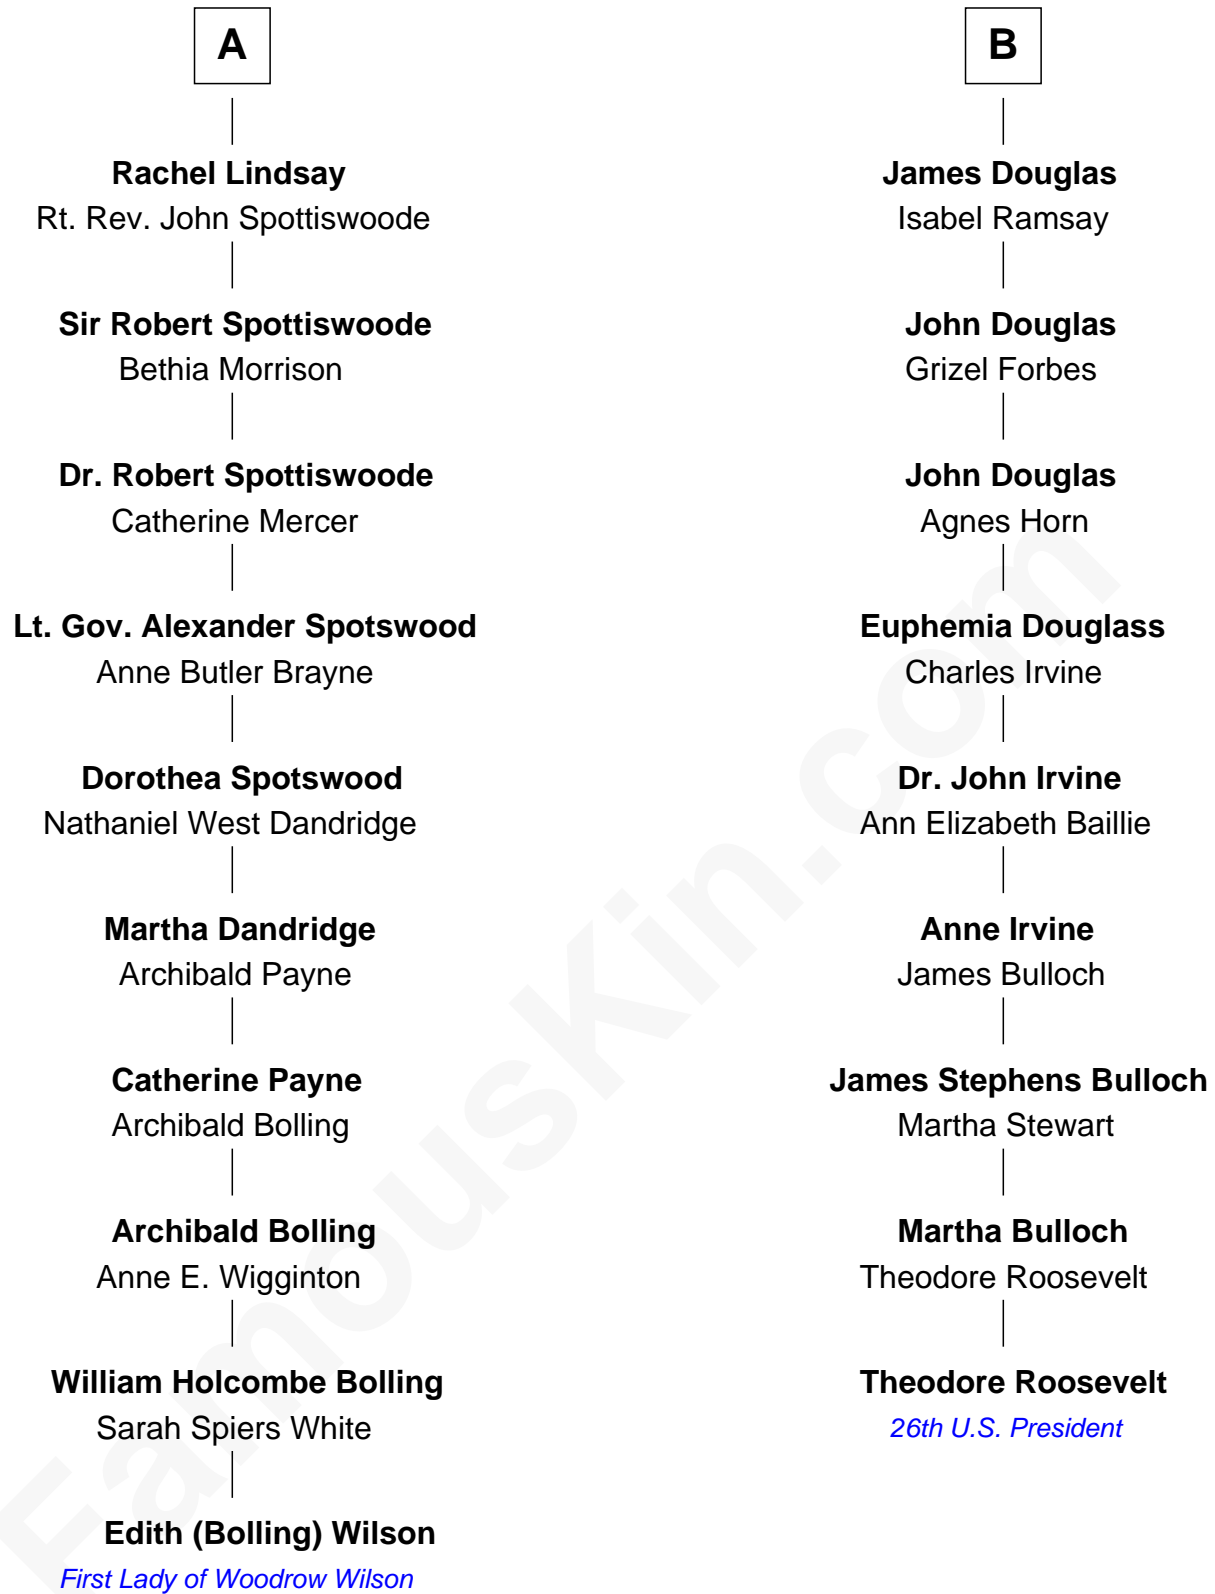 A
Rachel Lindsay
Rt. Rev. John Spottiswoode
Sir Robert Spottiswoode
Bethia Morrison
Dr. Robert Spottiswoode
Catherine Mercer
Lt. Gov. Alexander Spotswood
Anne Butler Brayne
Dorothea Spotswood
Nathaniel West Dandridge
Martha Dandridge
Archibald Payne
Catherine Payne
Archibald Bolling
Archibald Bolling
Anne E. Wigginton
William Holcombe Bolling
Sarah Spiers White
Edith (Bolling) Wilson
First Lady of Woodrow Wilson
B
James Douglas
Isabel Ramsay
John Douglas
Grizel Forbes
John Douglas
Agnes Horn
Euphemia Douglass
Charles Irvine
Dr. John Irvine
Ann Elizabeth Baillie
Anne Irvine
James Bulloch
James Stephens Bulloch
Martha Stewart
Martha Bulloch
Theodore Roosevelt
Theodore Roosevelt
26th U.S. President
FamousKin.com